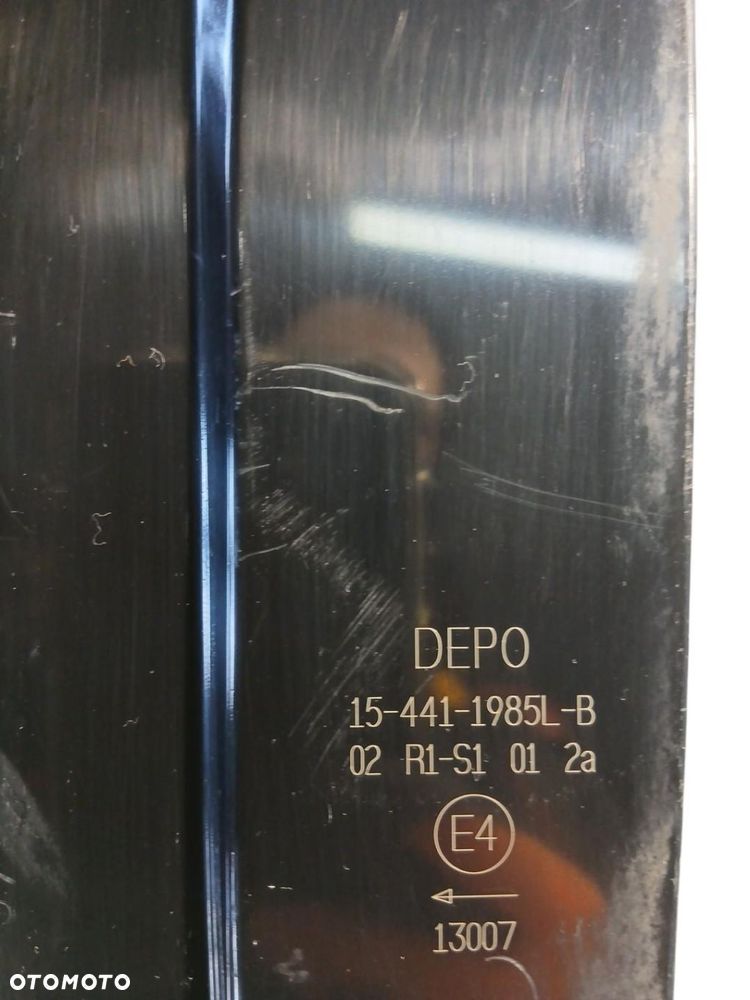 DEPO
15-441-1985L-B
02 R1-S1 01 2a
E4
13007
OTOMOTO